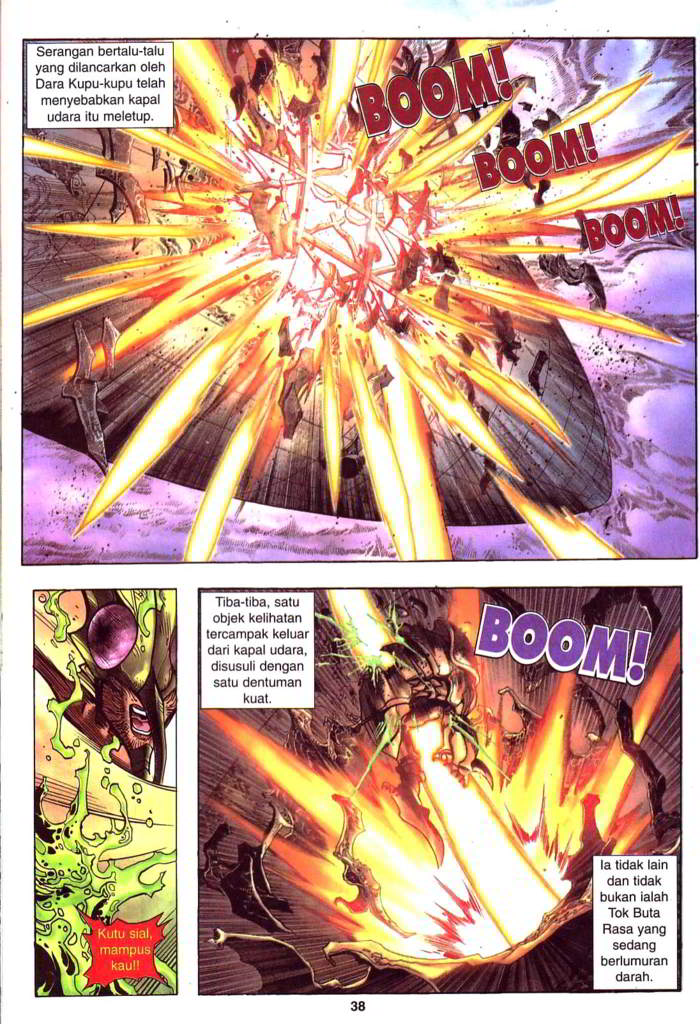 Serangan bertalu-talu
yang dilancarkan oleh
Dara Kupu-kupu telah
menyebabkan kapal
udara itu meletup.
BOOM!
BOOM!
BOOM!
Kutu sial,
mampus
kau!!
Tiba-tiba, satu
objek kelihatan
tercampak keluar
dari kapal udara,
disusuli dengan
satu dentuman
kuat.
BOOM!
Ia tidak lain
dan tidak
bukan ialah
Tok Buta
Rasa yang
sedang
berlumuran
darah.
38